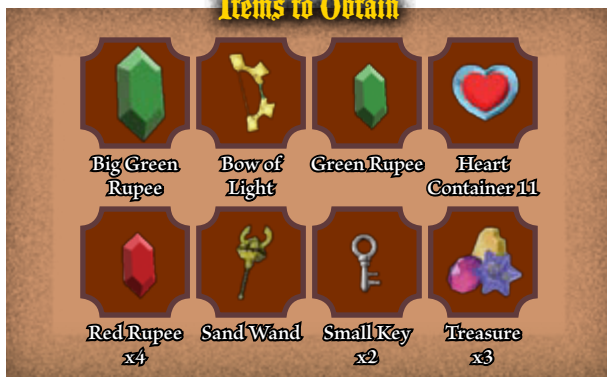 Items to Obtain
Big Green
Rupee
Bow of
Light
Green Rupee
Heart
Container 11
Red Rupee
x4
Sand Wand
Small Key
x2
Treasure
x3